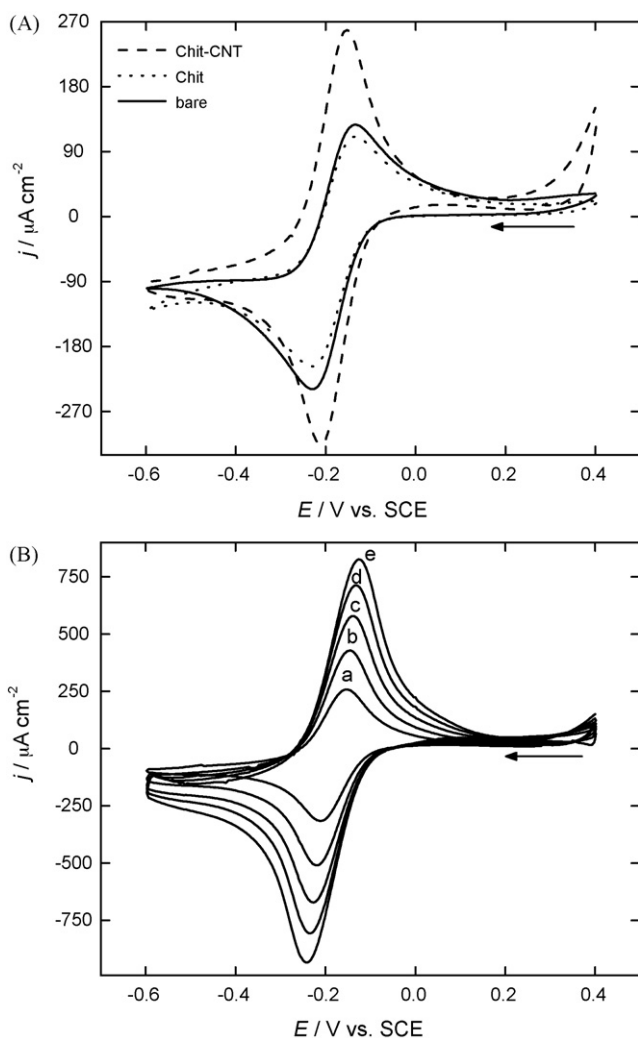 (A)
270
180
90
0
-90
-180
-270
j / μA cm⁻²
Chit-CNT
Chit
bare
-0.6 -0.4 -0.2 0.0 0.2 0.4
E / V vs. SCE
(B)
750
500
250
0
-250
-500
-750
j / μA cm⁻²
e
d
c
b
a
-0.6 -0.4 -0.2 0.0 0.2 0.4
E / V vs. SCE